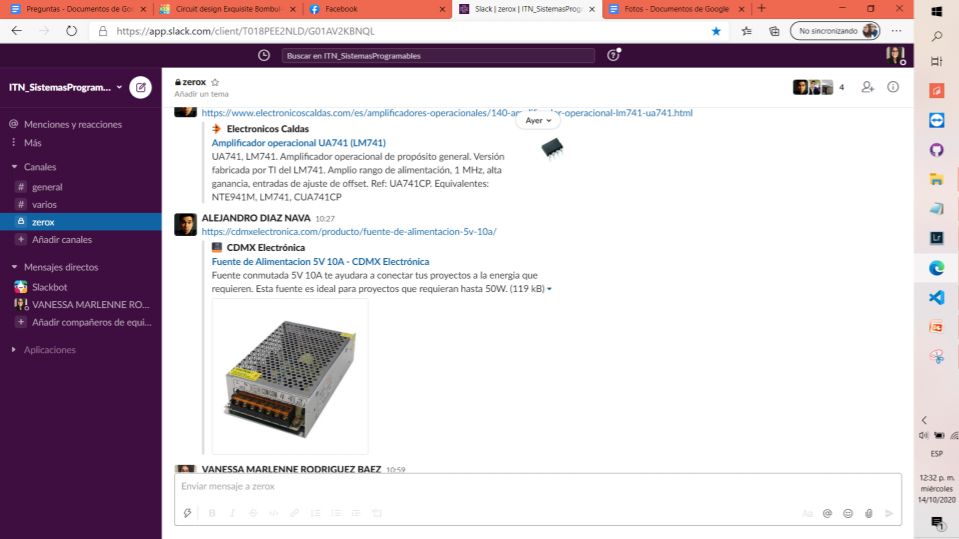 Preguntas - Documentos de Goo
Circuit design Exquisite Bombul
Facebook
Slack | zerox | ITN_SistemasProgr
Fotos - Documentos de Google
https://app.slack.com/client/T018PEE2NLD/G01AV2KBNQL
No sincronizando
Buscar en ITN_SistemasProgramables
ITN_SistemasProgram...
zerox
Añadir un tema
4
Menciones y reacciones
Más
Canales
# general
# varios
zerox
+ Añadir canales
Mensajes directos
Slackbot
VANESSA MARLENNE RO...
+ Añadir compañeros de equi...
Aplicaciones
https://www.electronicoscaldas.com/es/amplificadores-operacionales/140-amplificador-operacional-lm741-ua741.html
Ayer
Electronicos Caldas
Amplificador operacional UA741 (LM741)
UA741, LM741. Amplificador operacional de propósito general. Versión
fabricada por TI del LM741. Amplio rango de alimentación, 1 MHz, alta
ganancia, entradas de ajuste de offset. Ref: UA741CP. Equivalentes:
NTE941M, LM741, CUA741CP
ALEJANDRO DIAZ NAVA 10:27
https://cdmxelectronica.com/producto/fuente-de-alimentacion-5v-10a/
CDMX Electrónica
Fuente de Alimentacion 5V 10A - CDMX Electrónica
Fuente conmutada 5V 10A te ayudara a conectar tus proyectos a la energía que
requieren. Esta fuente es ideal para proyectos que requieran hasta 50W. (119 kB)
VANESSA MARLENNE RODRIGUEZ BAEZ 10:59
Enviar mensaje a zerox
ESP
12:32 p. m.
miércoles
14/10/2020